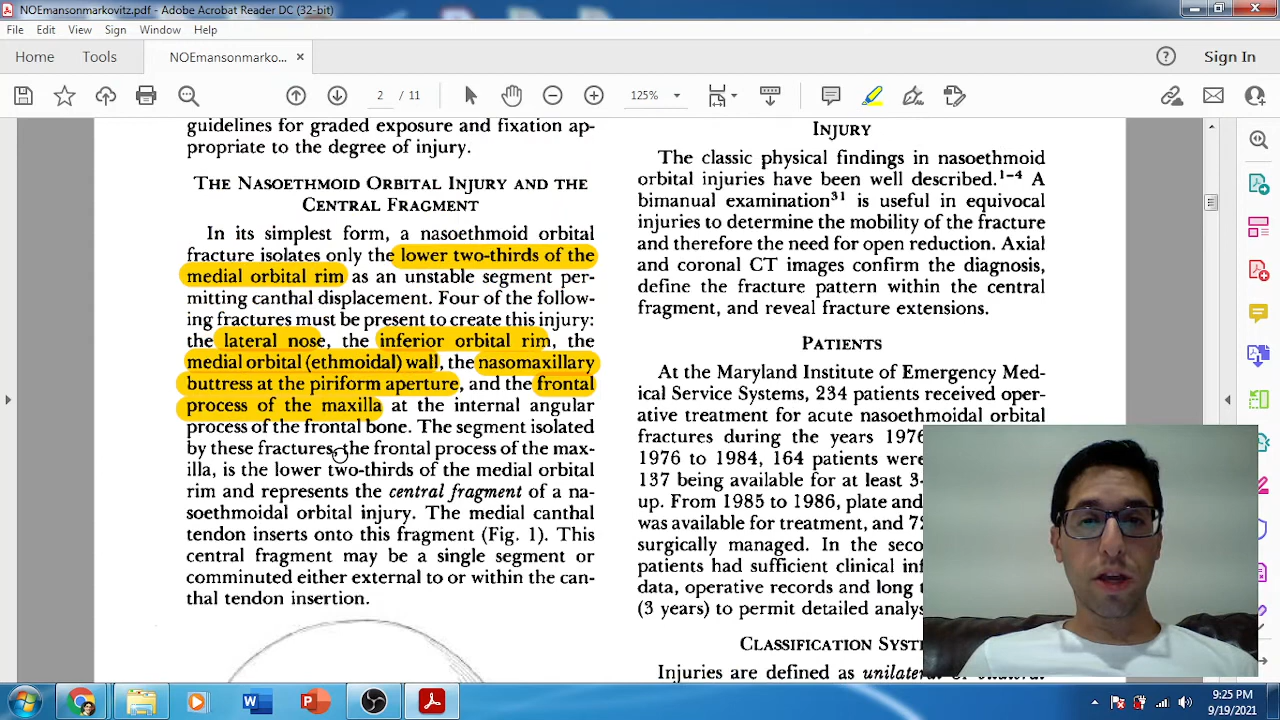 NOEmansonmarkovitz.pdf - Adobe Acrobat Reader DC (32-bit)
File Edit View Sign Window Help
Home Tools NOEmansonmarko... × Sign In
2 / 11 125%
guidelines for graded exposure and fixation ap-
propriate to the degree of injury.
THE NASOETHMOID ORBITAL INJURY AND THE
CENTRAL FRAGMENT
In its simplest form, a nasoethmoid orbital
fracture isolates only the lower two-thirds of the
medial orbital rim as an unstable segment per-
mitting canthal displacement. Four of the follow-
ing fractures must be present to create this injury:
the lateral nose, the inferior orbital rim, the
medial orbital (ethmoidal) wall, the nasomaxillary
buttress at the piriform aperture, and the frontal
process of the maxilla at the internal angular
process of the frontal bone. The segment isolated
by these fractures, the frontal process of the max-
illa, is the lower two-thirds of the medial orbital
rim and represents the central fragment of a na-
soethmoidal orbital injury. The medial canthal
tendon inserts onto this fragment (Fig. 1). This
central fragment may be a single segment or
comminuted either external to or within the can-
thal tendon insertion.
INJURY
The classic physical findings in nasoethmoid
orbital injuries have been well described.1–4 A
bimanual examination31 is useful in equivocal
injuries to determine the mobility of the fracture
and therefore the need for open reduction. Axial
and coronal CT images confirm the diagnosis,
define the fracture pattern within the central
fragment, and reveal fracture extensions.
PATIENTS
At the Maryland Institute of Emergency Med-
ical Service Systems, 234 patients received oper-
ative treatment for acute nasoethmoidal orbital
fractures during the years 1976
1976 to 1984, 164 patients were
137 being available for at least 3-
up. From 1985 to 1986, plate and
was available for treatment, and 72
surgically managed. In the seco
patients had sufficient clinical inf
data, operative records and long t
(3 years) to permit detailed analys
CLASSIFICATION SYST
Injuries are defined as unilateral or bilateral.
9:25 PM
9/19/2021